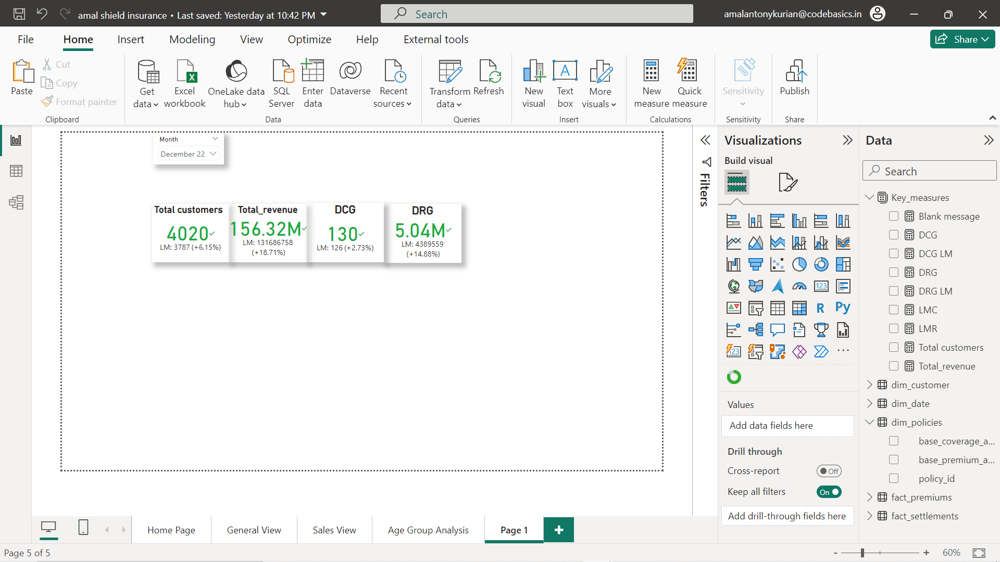 amal shield insurance • Last saved: Yesterday at 10:42 PM
Search
amalantonykurian@codebasics.in
File
Home
Insert
Modeling
View
Optimize
Help
External tools
Share
Paste
Cut
Copy
Format painter
Clipboard
Get
data
Excel
workbook
OneLake data
hub
SQL
Server
Enter
data
Dataverse
Recent
sources
Data
Transform
data
Refresh
Queries
New
visual
Text
box
More
visuals
Insert
New
measure
Quick
measure
Calculations
Sensitivity
Sensitivity
Publish
Share
Month
December 22
Total customers
4020
LM: 3787 (+6.15%)
Total_revenue
156.32M
LM: 131686758
(+18.71%)
DCG
130
LM: 126 (+2.73%)
DRG
5.04M
LM: 4389559
(+14.88%)
Filters
Visualizations
Build visual
123
R
Py
123
Values
Add data fields here
Drill through
Cross-report
Off
Keep all filters
On
Add drill-through fields here
Data
Search
Key_measures
Blank message
DCG
DCG LM
DRG
DRG LM
LMC
LMR
Total customers
Total_revenue
dim_customer
dim_date
dim_policies
base_coverage_a...
base_premium_a...
policy_id
fact_premiums
fact_settlements
Home Page
General View
Sales View
Age Group Analysis
Page 1
Page 5 of 5
- + 60%